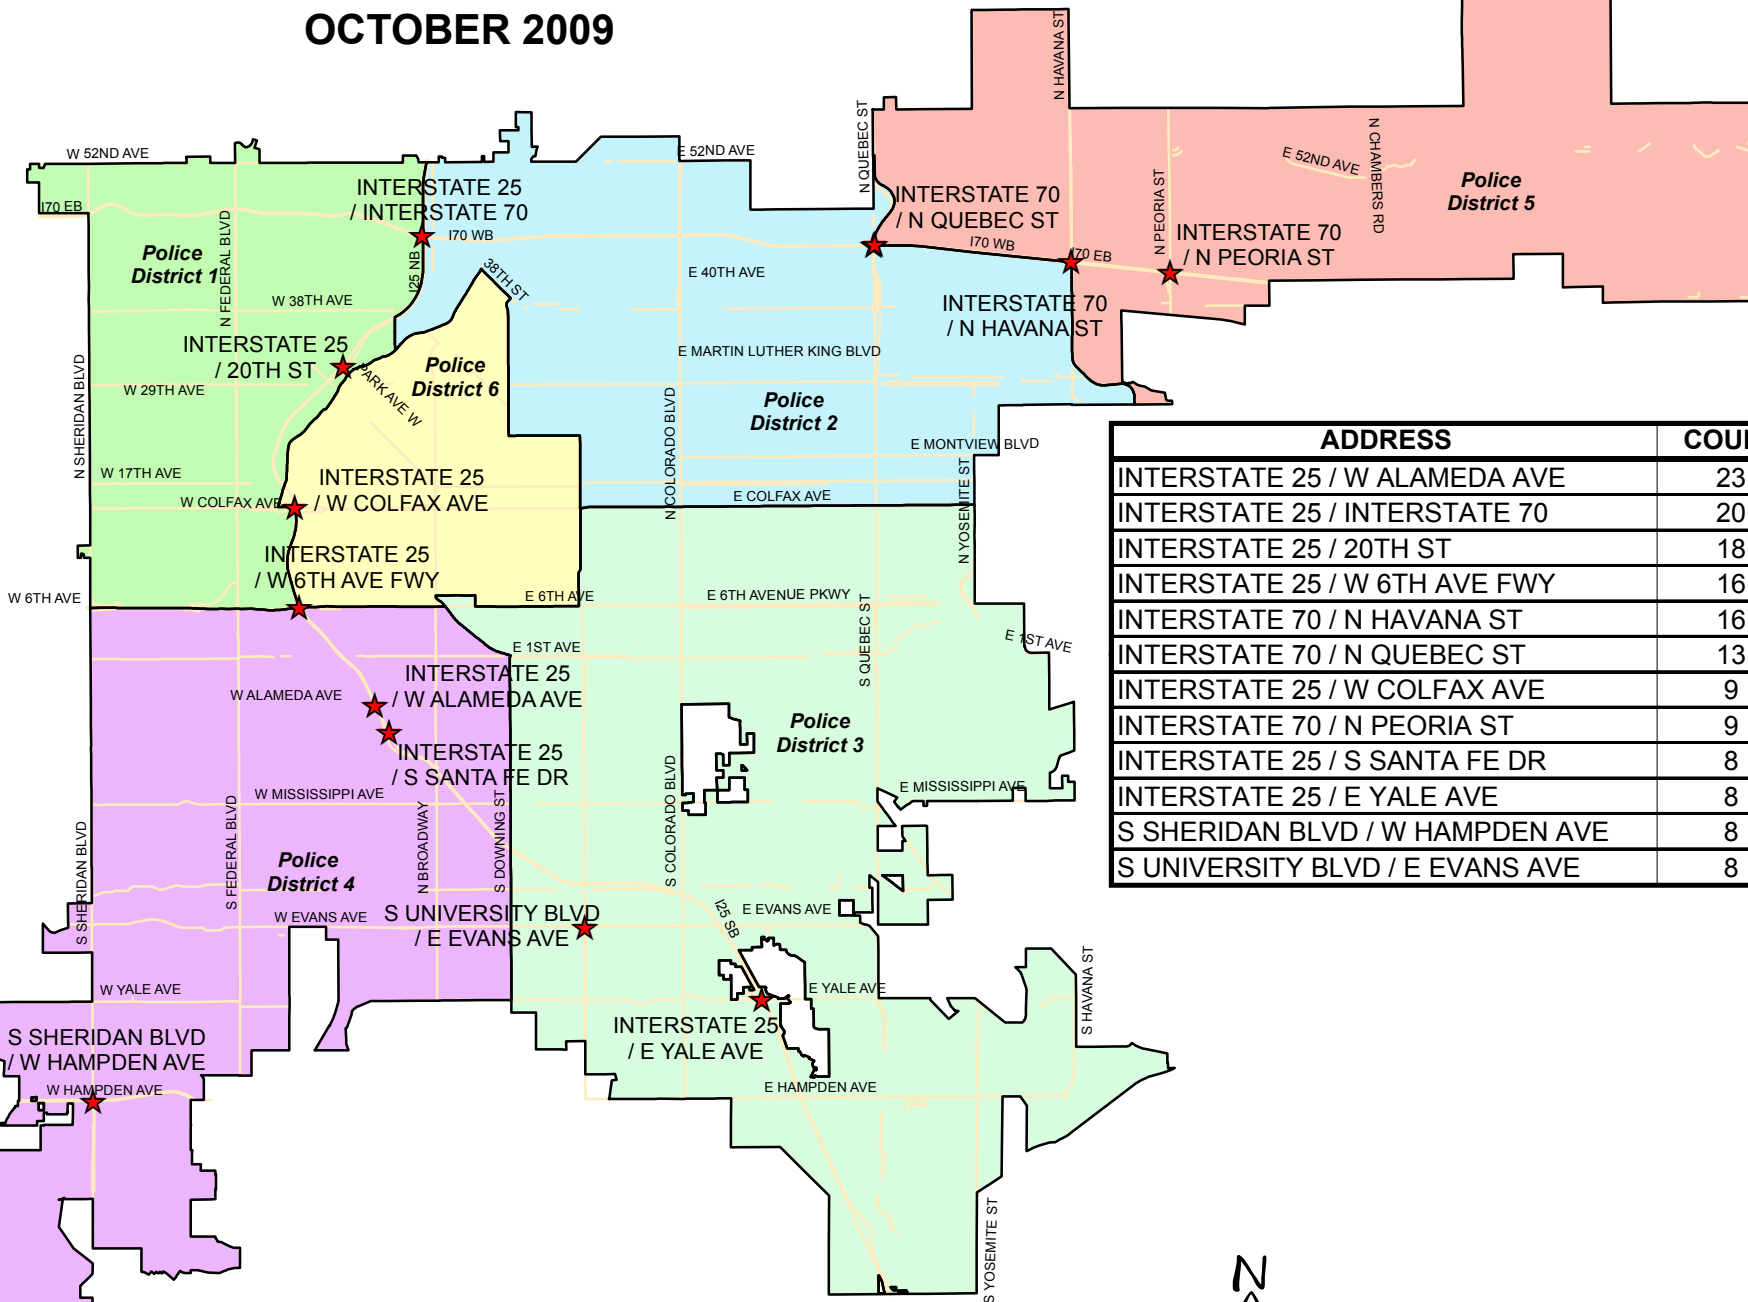 OCTOBER 2009
W 52ND AVE
E 52ND AVE
N QUEBEC ST
N HAVANA ST
N CHAMBERS RD
E 52ND AVE
Police
District 5
I70 EB
N FEDERAL BLVD
INTERSTATE 25
/ INTERSTATE 70
I70 WB
I25 NB
INTERSTATE 70
/ N QUEBEC ST
I70 WB
I70 EB
N PEORIA ST
INTERSTATE 70
/ N PEORIA ST
Police
District 1
38TH ST
E 40TH AVE
W 38TH AVE
INTERSTATE 70
/ N HAVANA ST
INTERSTATE 25
/ 20TH ST
N SHERIDAN BLVD
W 29TH AVE
PARK AVE W
Police
District 6
E MARTIN LUTHER KING BLVD
N COLORADO BLVD
Police
District 2
E MONTVIEW BLVD
N YOSEMITE ST
W 17TH AVE
W COLFAX AVE
INTERSTATE 25
/ W COLFAX AVE
E COLFAX AVE
INTERSTATE 25
/ W 6TH AVE FWY
W 6TH AVE
E 6TH AVE
E 6TH AVENUE PKWY
S QUEBEC ST
E 1ST AVE
E 1ST AVE
W ALAMEDA AVE
INTERSTATE 25
/ W ALAMEDA AVE
INTERSTATE 25
/ S SANTA FE DR
Police
District 3
W MISSISSIPPI AVE
E MISSISSIPPI AVE
S SHERIDAN BLVD
S FEDERAL BLVD
Police
District 4
N BROADWAY
S DOWNING ST
S COLORADO BLVD
W EVANS AVE
S UNIVERSITY BLVD
/ E EVANS AVE
I25 SB
E EVANS AVE
W YALE AVE
E YALE AVE
INTERSTATE 25
/ E YALE AVE
S HAVANA ST
S SHERIDAN BLVD
/ W HAMPDEN AVE
W HAMPDEN AVE
E HAMPDEN AVE
S YOSEMITE ST
N
ADDRESS COUN
INTERSTATE 25 / W ALAMEDA AVE 23
INTERSTATE 25 / INTERSTATE 70 20
INTERSTATE 25 / 20TH ST 18
INTERSTATE 25 / W 6TH AVE FWY 16
INTERSTATE 70 / N HAVANA ST 16
INTERSTATE 70 / N QUEBEC ST 13
INTERSTATE 25 / W COLFAX AVE 9
INTERSTATE 70 / N PEORIA ST 9
INTERSTATE 25 / S SANTA FE DR 8
INTERSTATE 25 / E YALE AVE 8
S SHERIDAN BLVD / W HAMPDEN AVE 8
S UNIVERSITY BLVD / E EVANS AVE 8